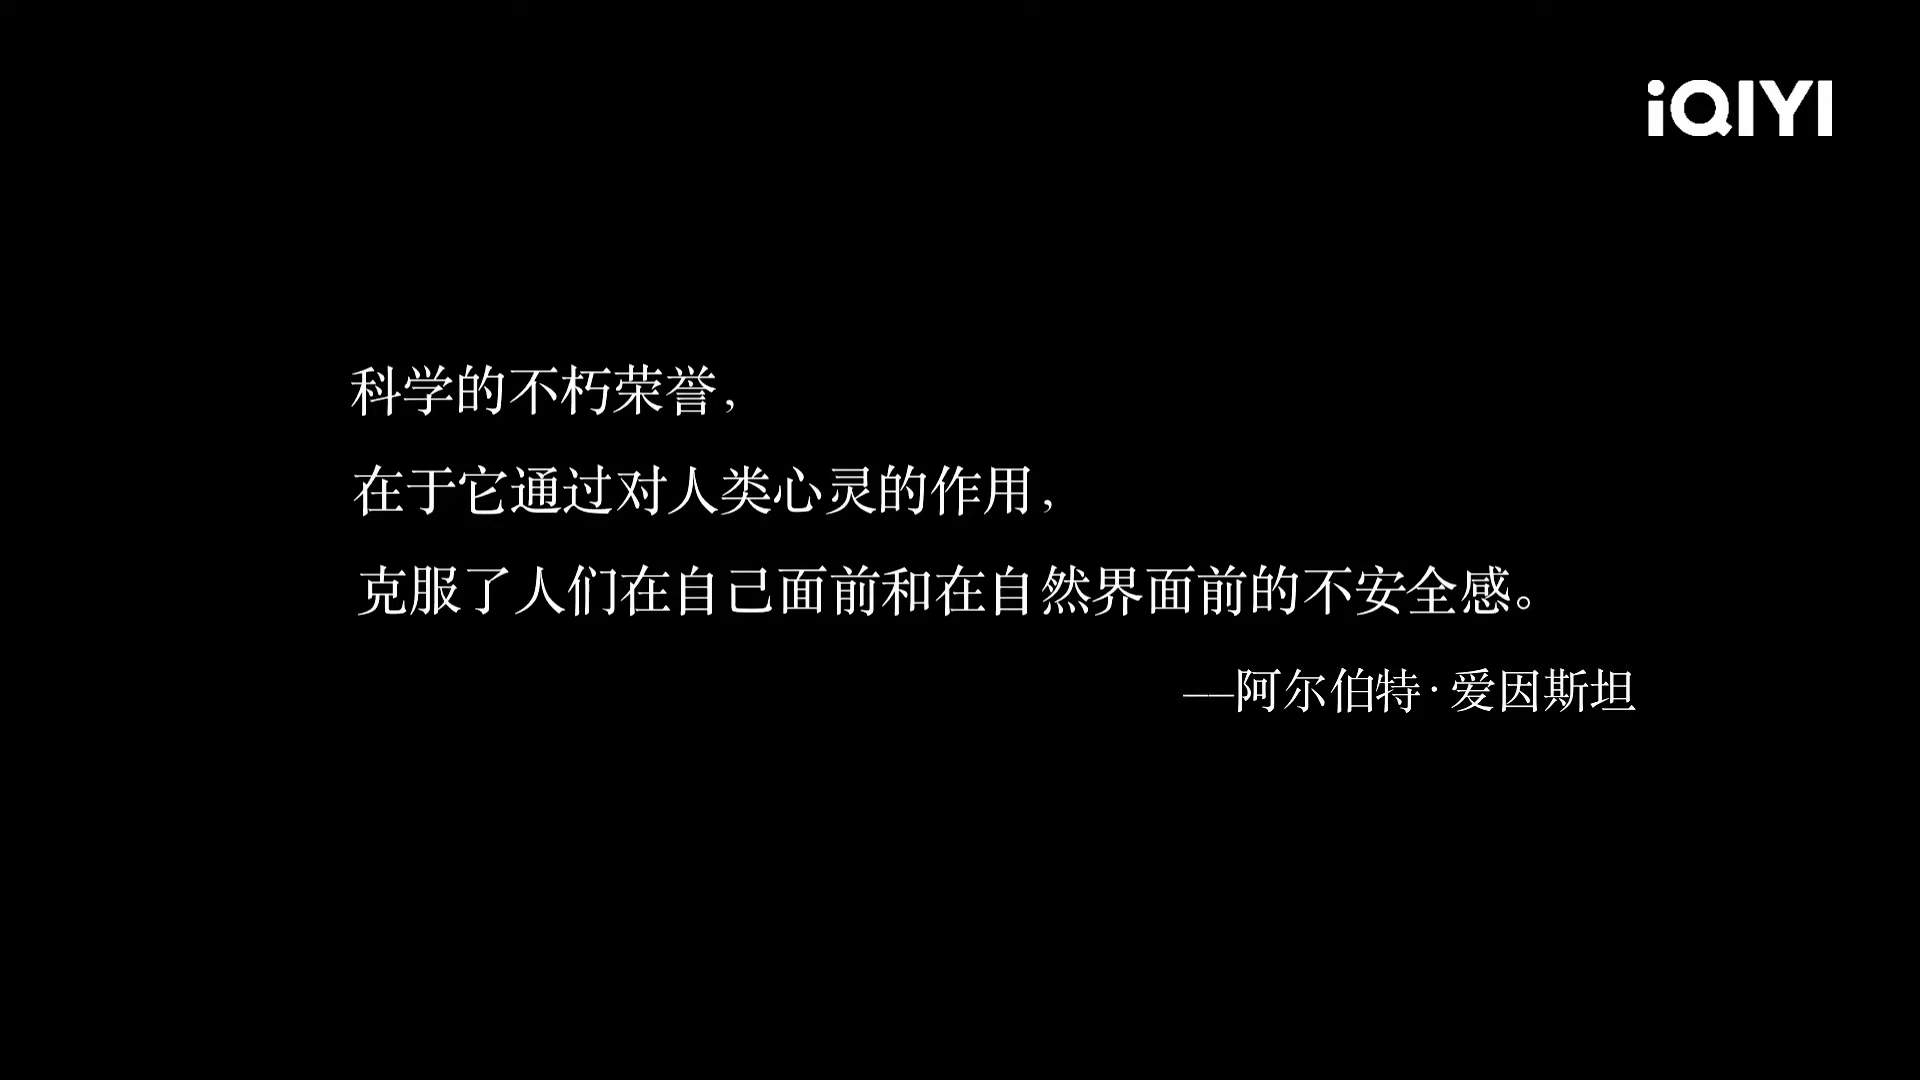 iQIYI
科学的不朽荣誉，
在于它通过对人类心灵的作用，
克服了人们在自己面前和在自然界面前的不安全感。
——阿尔伯特·爱因斯坦